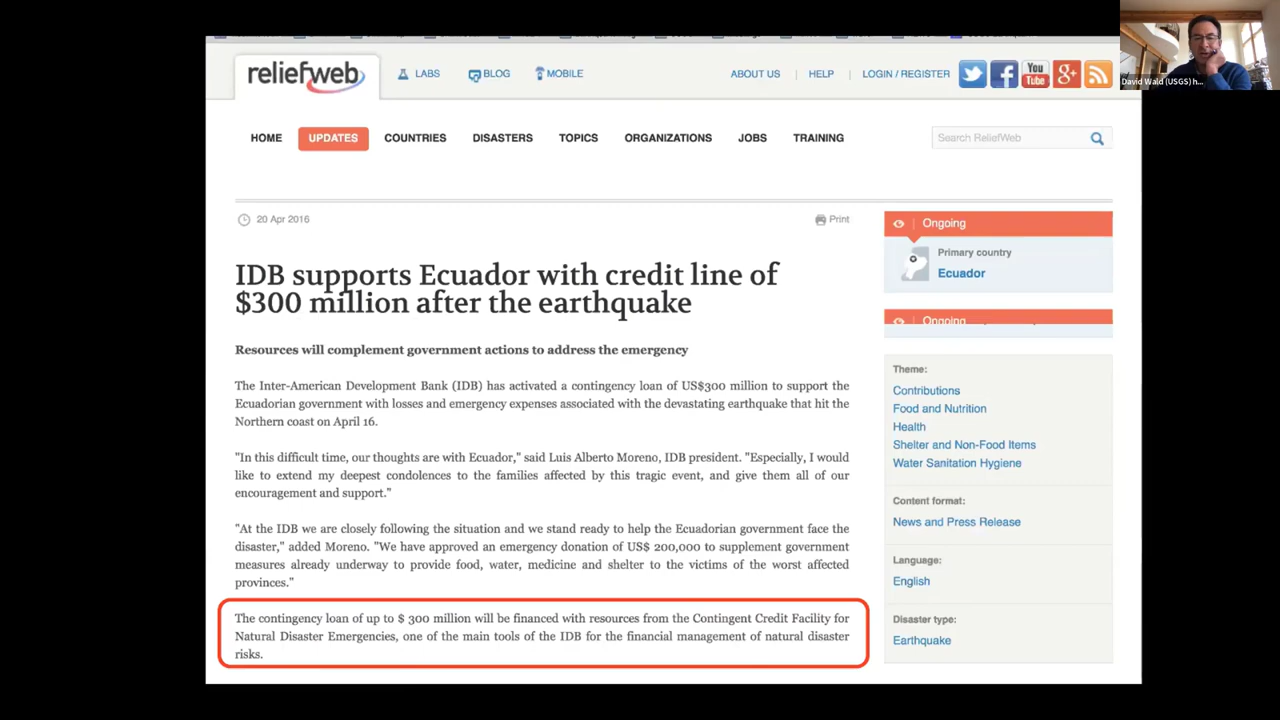 reliefweb
LABS
BLOG
MOBILE
ABOUT US | HELP | LOGIN / REGISTER
You
Tube
g+
David Wald (USGS) h...
HOME UPDATES COUNTRIES DISASTERS TOPICS ORGANIZATIONS JOBS TRAINING
Search ReliefWeb
20 Apr 2016
Print
IDB supports Ecuador with credit line of
$300 million after the earthquake
Resources will complement government actions to address the emergency
The Inter-American Development Bank (IDB) has activated a contingency loan of US$300 million to support the
Ecuadorian government with losses and emergency expenses associated with the devastating earthquake that hit the
Northern coast on April 16.
"In this difficult time, our thoughts are with Ecuador," said Luis Alberto Moreno, IDB president. "Especially, I would
like to extend my deepest condolences to the families affected by this tragic event, and give them all of our
encouragement and support."
"At the IDB we are closely following the situation and we stand ready to help the Ecuadorian government face the
disaster," added Moreno. "We have approved an emergency donation of US$ 200,000 to supplement government
measures already underway to provide food, water, medicine and shelter to the victims of the worst affected
provinces."
The contingency loan of up to $ 300 million will be financed with resources from the Contingent Credit Facility for
Natural Disaster Emergencies, one of the main tools of the IDB for the financial management of natural disaster
risks.
Ongoing
Primary country
Ecuador
Ongoing
Theme:
Contributions
Food and Nutrition
Health
Shelter and Non-Food Items
Water Sanitation Hygiene
Content format:
News and Press Release
Language:
English
Disaster type:
Earthquake